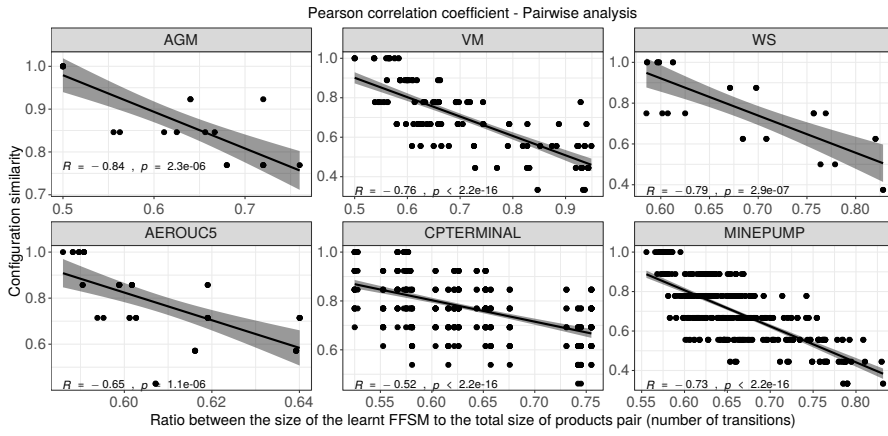 Pearson correlation coefficient - Pairwise analysis
AGM VM WS
1.0 0.9 0.8 0.7
R = −0.84 , p = 2.3e-06
0.5 0.6 0.7
1.0 0.8 0.6 0.4
R = −0.76 , p < 2.2e-16
0.5 0.6 0.7 0.8 0.9
1.0 0.8 0.6 0.4
R = −0.79 , p = 2.9e-07
0.60 0.65 0.70 0.75 0.80
Configuration similarity
AEROUC5 CPTERMINAL MINEPUMP
1.0 0.8 0.6
R = −0.65 , p = 1.1e-06
0.60 0.62 0.64
1.0 0.8 0.6
R = −0.52 , p < 2.2e-16
0.55 0.60 0.65 0.70 0.75
1.0 0.8 0.6 0.4
R = −0.73 , p < 2.2e-16
0.55 0.60 0.65 0.70 0.75 0.80
Ratio between the size of the learnt FFSM to the total size of products pair (number of transitions)